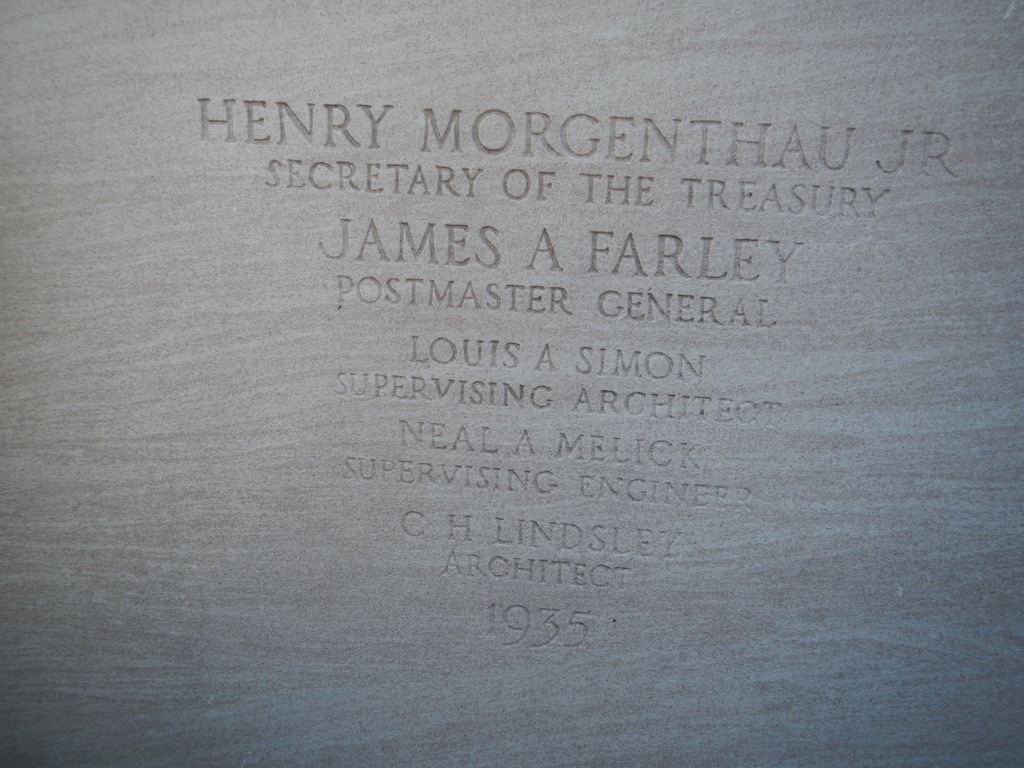 HENRY MORGENTHAU JR
SECRETARY OF THE TREASURY
JAMES A FARLEY
POSTMASTER GENERAL
LOUIS A SIMON
SUPERVISING ARCHITECT
NEAL A MELICK
SUPERVISING ENGINEER
C H LINDSLEY
ARCHITECT
1935